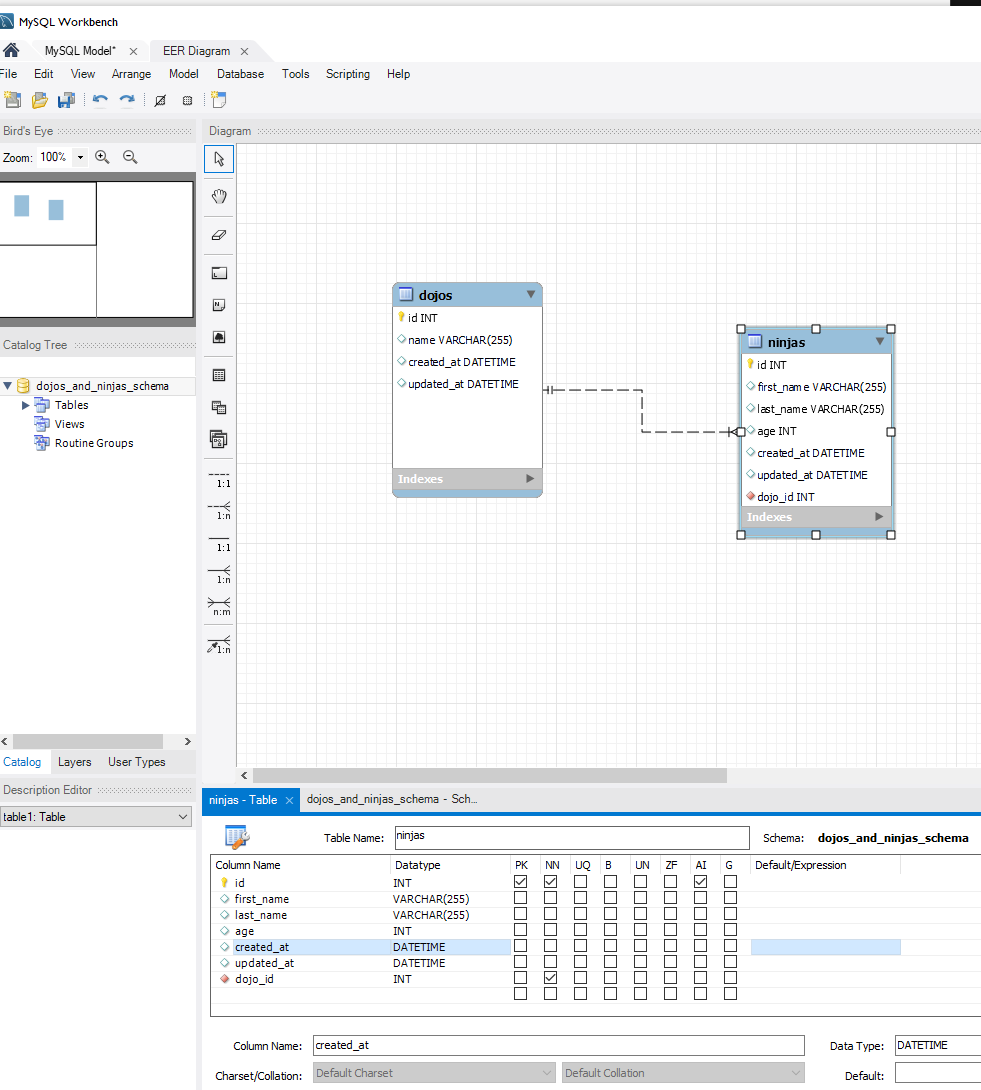 MySQL Workbench
MySQL Model* × EER Diagram ×
File Edit View Arrange Model Database Tools Scripting Help
Bird's Eye
Zoom: 100%
Diagram
dojos
id INT
name VARCHAR(255)
created_at DATETIME
updated_at DATETIME
Indexes
ninjas
id INT
first_name VARCHAR(255)
last_name VARCHAR(255)
age INT
created_at DATETIME
updated_at DATETIME
dojo_id INT
Indexes
Catalog Tree
dojos_and_ninjas_schema
Tables
Views
Routine Groups
1:1
1:n
1:1
1:n
n:m
1:n
Catalog Layers User Types
Description Editor
table1: Table
ninjas - Table × dojos_and_ninjas_schema - Sch...
Table Name: ninjas Schema: dojos_and_ninjas_schema
Column Name Datatype PK NN UQ B UN ZF AI G Default/Expression
id INT
first_name VARCHAR(255)
last_name VARCHAR(255)
age INT
created_at DATETIME
updated_at DATETIME
dojo_id INT
Column Name: created_at Data Type: DATETIME
Charset/Collation: Default Charset Default Collation Default: